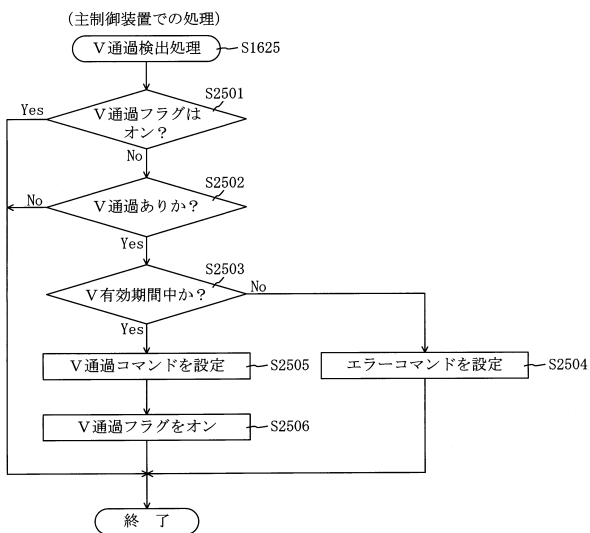 (主制御装置での処理)
V通過検出処理
S1625
S2501
Yes
V通過フラグは
オン?
No
S2502
No
V通過ありか?
Yes
S2503
V有効期間中か?
No
Yes
V通過コマンドを設定
S2505
エラーコマンドを設定
S2504
V通過フラグをオン
S2506
終 了